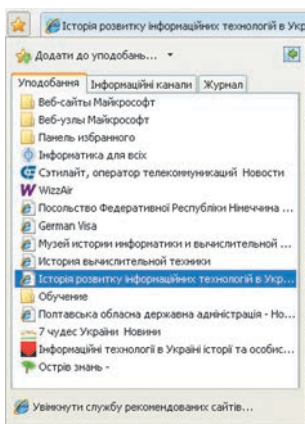 Історія розвитку інформаційних технологій в Укр
Додати до уподобань...
Уподобання Інформаційні канали Журнал
Веб-сайты Майкрософт
Веб-узлы Майкрософт
Панель избранного
Інформатика для всіх
Сэтилайт, оператор телекоммуникаций Новости
WizzAir
Посольство Федеративної Республіки Німеччина ...
German Visa
Музей истории информатики и вычислительной ...
История вычислительной техники
Історія розвитку інформаційних технологій в Укр...
Обучение
Полтавська обласна державна адміністрація - Но...
7 чудес України Новини
Інформаційні технології в Україні історії та особис...
Острів знань -
Увімкнути службу рекомендованих сайтів...